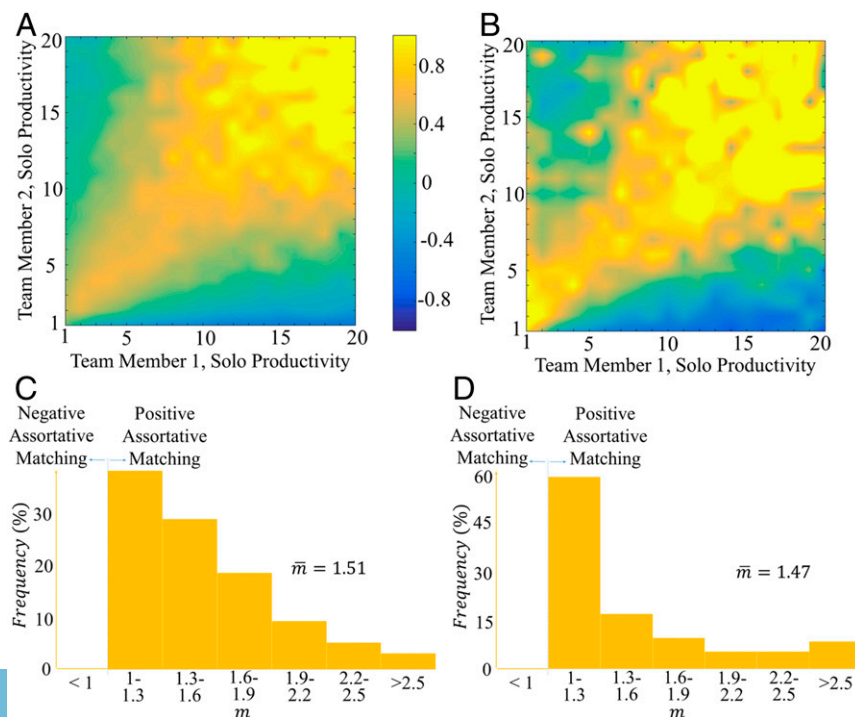 A
B
Team Member 2, Solo Productivity
20
15
10
5
1
1
5
10
15
20
Team Member 1, Solo Productivity
0.8
0.4
0
-0.4
-0.8
Team Member 2, Solo Productivity
20
15
10
5
1
1
5
10
15
20
Team Member 1, Solo Productivity
C
Negative
Assortative
Matching
Positive
Assortative
Matching
Frequency (%)
30
20
10
0
m̅ = 1.51
< 1
1-
1.3
1.3-
1.6
1.6-
1.9
1.9-
2.2
2.2-
2.5
>2.5
m
D
Negative
Assortative
Matching
Positive
Assortative
Matching
Frequency (%)
60
45
30
15
0
m̅ = 1.47
< 1
1-
1.3
1.3-
1.6
1.6-
1.9
1.9-
2.2
2.2-
2.5
>2.5
m